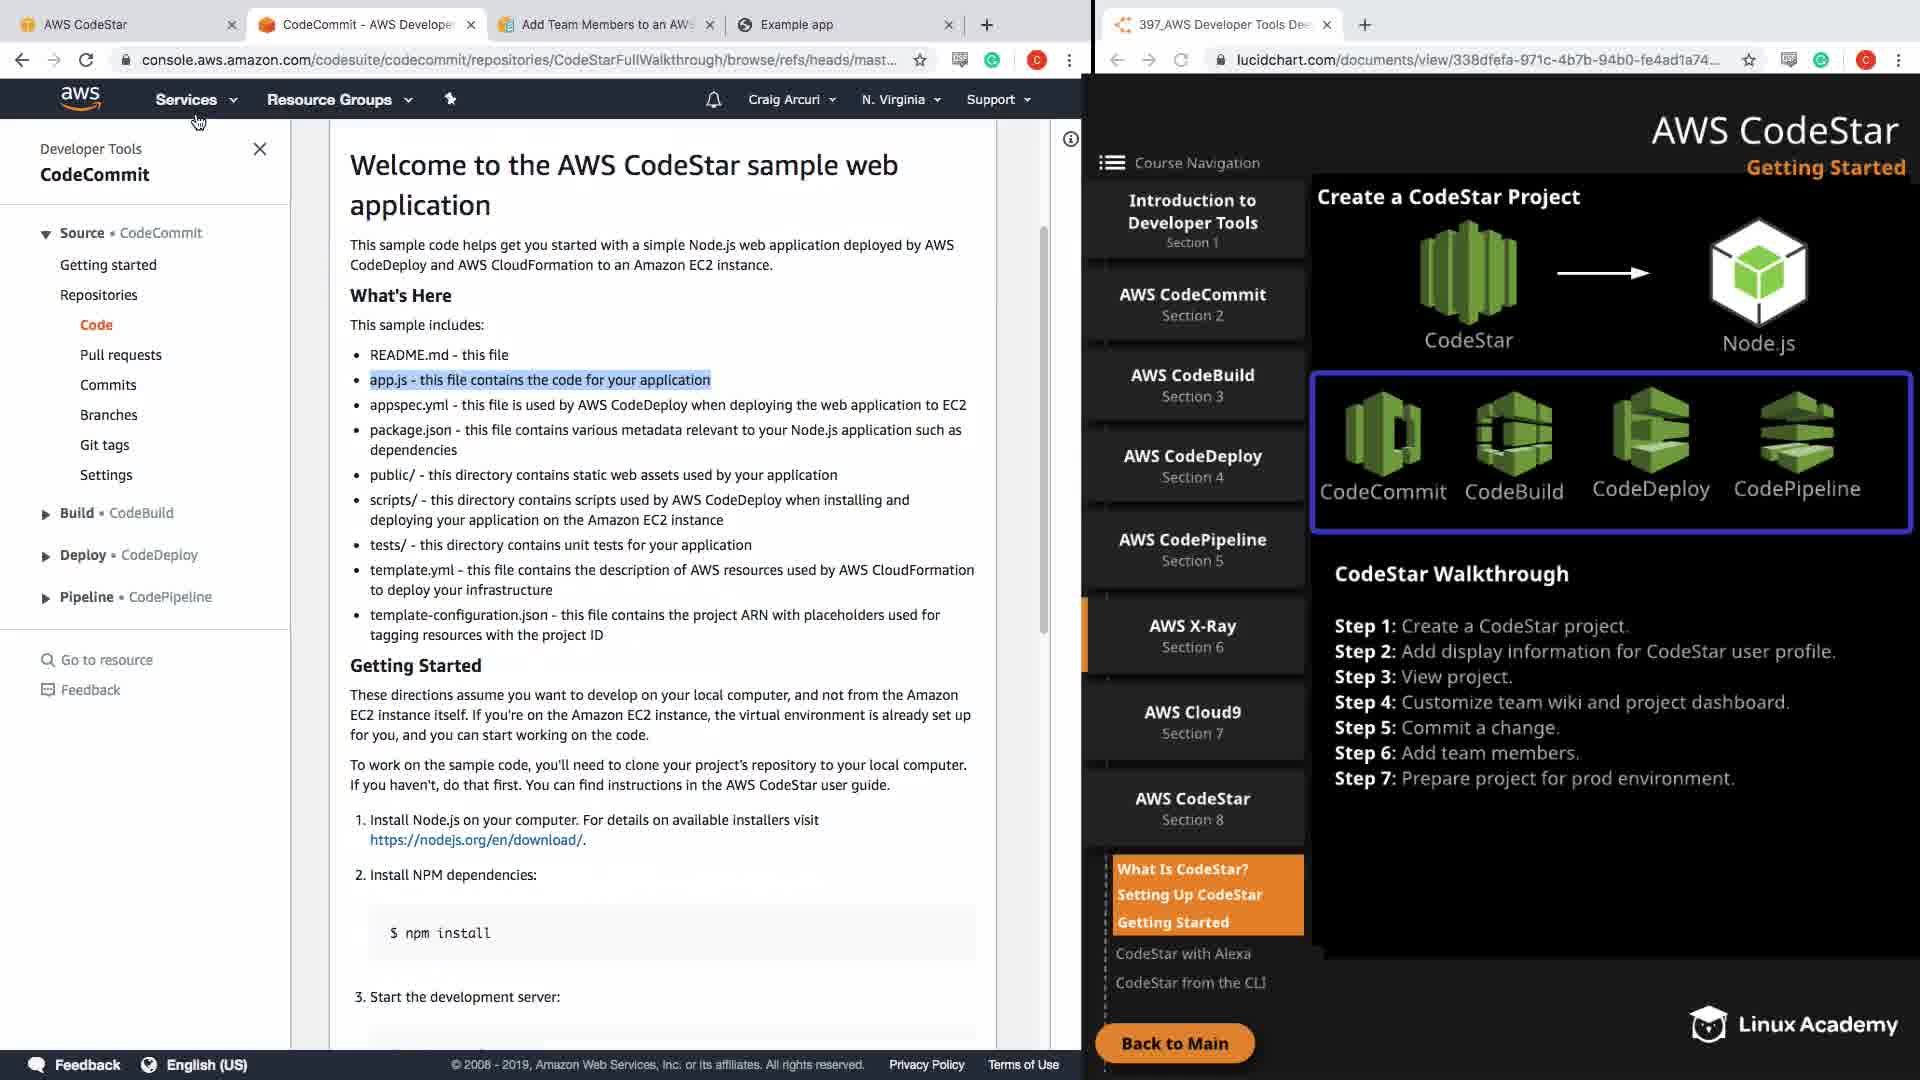 AWS CodeStar
CodeCommit - AWS Developer
Add Team Members to an AWS
Example app
397_AWS Developer Tools Dee
console.aws.amazon.com/codesuite/codecommit/repositories/CodeStarFullWalkthrough/browse/refs/heads/mast...
C
lucidchart.com/documents/view/338dfefa-971c-4b7b-94b0-fe4ad1a74...
C
aws
Services
Resource Groups
Craig Arcuri
N. Virginia
Support
Developer Tools
CodeCommit
Source • CodeCommit
Getting started
Repositories
Code
Pull requests
Commits
Branches
Git tags
Settings
Build • CodeBuild
Deploy • CodeDeploy
Pipeline • CodePipeline
Go to resource
Feedback
Welcome to the AWS CodeStar sample web
application
This sample code helps get you started with a simple Node.js web application deployed by AWS
CodeDeploy and AWS CloudFormation to an Amazon EC2 instance.
What's Here
This sample includes:
• README.md - this file
• app.js - this file contains the code for your application
• appspec.yml - this file is used by AWS CodeDeploy when deploying the web application to EC2
• package.json - this file contains various metadata relevant to your Node.js application such as
dependencies
• public/ - this directory contains static web assets used by your application
• scripts/ - this directory contains scripts used by AWS CodeDeploy when installing and
deploying your application on the Amazon EC2 instance
• tests/ - this directory contains unit tests for your application
• template.yml - this file contains the description of AWS resources used by AWS CloudFormation
to deploy your infrastructure
• template-configuration.json - this file contains the project ARN with placeholders used for
tagging resources with the project ID
Getting Started
These directions assume you want to develop on your local computer, and not from the Amazon
EC2 instance itself. If you're on the Amazon EC2 instance, the virtual environment is already set up
for you, and you can start working on the code.
To work on the sample code, you'll need to clone your project's repository to your local computer.
If you haven't, do that first. You can find instructions in the AWS CodeStar user guide.
1. Install Node.js on your computer. For details on available installers visit
https://nodejs.org/en/download/.
2. Install NPM dependencies:
$ npm install
3. Start the development server:
Feedback
English (US)
© 2008 - 2019, Amazon Web Services, Inc. or its affiliates. All rights reserved.
Privacy Policy
Terms of Use
AWS CodeStar
Getting Started
Course Navigation
Introduction to
Developer Tools
Section 1
AWS CodeCommit
Section 2
AWS CodeBuild
Section 3
AWS CodeDeploy
Section 4
AWS CodePipeline
Section 5
AWS X-Ray
Section 6
AWS Cloud9
Section 7
AWS CodeStar
Section 8
What Is CodeStar?
Setting Up CodeStar
Getting Started
CodeStar with Alexa
CodeStar from the CLI
Back to Main
Create a CodeStar Project
CodeStar
Node.js
CodeCommit
CodeBuild
CodeDeploy
CodePipeline
CodeStar Walkthrough
Step 1: Create a CodeStar project.
Step 2: Add display information for CodeStar user profile.
Step 3: View project.
Step 4: Customize team wiki and project dashboard.
Step 5: Commit a change.
Step 6: Add team members.
Step 7: Prepare project for prod environment.
Linux Academy